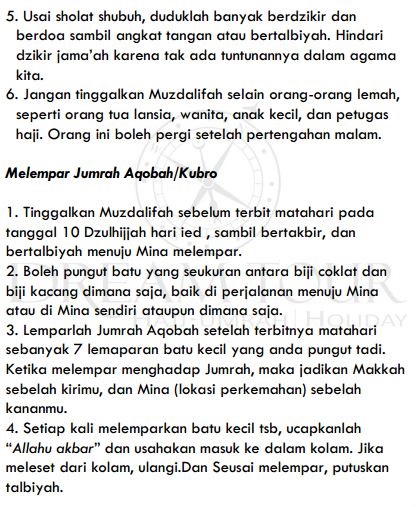 5. Usai sholat shubuh, duduklah banyak berdzikir dan
berdoa sambil angkat tangan atau bertalbiyah. Hindari
dzikir jama'ah karena tak ada tuntunannya dalam agama
kita.
6. Jangan tinggalkan Muzdalifah selain orang-orang lemah,
seperti orang tua lansia, wanita, anak kecil, dan petugas
haji. Orang ini boleh pergi setelah pertengahan malam.
Melempar Jumrah Aqobah/Kubro
1. Tinggalkan Muzdalifah sebelum terbit matahari pada
tanggal 10 Dzulhijjah hari ied , sambil bertakbir, dan
bertalbiyah menuju Mina melempar.
2. Boleh pungut batu yang seukuran antara biji coklat dan
biji kacang dimana saja, baik di perjalanan menuju Mina
atau di Mina sendiri ataupun dimana saja.
3. Lemparlah Jumrah Aqobah setelah terbitnya matahari
sebanyak 7 lemaparan batu kecil yang anda pungut tadi.
Ketika melempar menghadap Jumrah, maka jadikan Makkah
sebelah kirimu, dan Mina (lokasi perkemahan) sebelah
kananmu.
4. Setiap kali melemparkan batu kecil tsb, ucapkanlah
"Allahu akbar" dan usahakan masuk ke dalam kolam. Jika
meleset dari kolam, ulangi.Dan Seusai melempar, putuskan
talbiyah.
DREAM TOUR
HAJI UMRAH | HOLIDAY